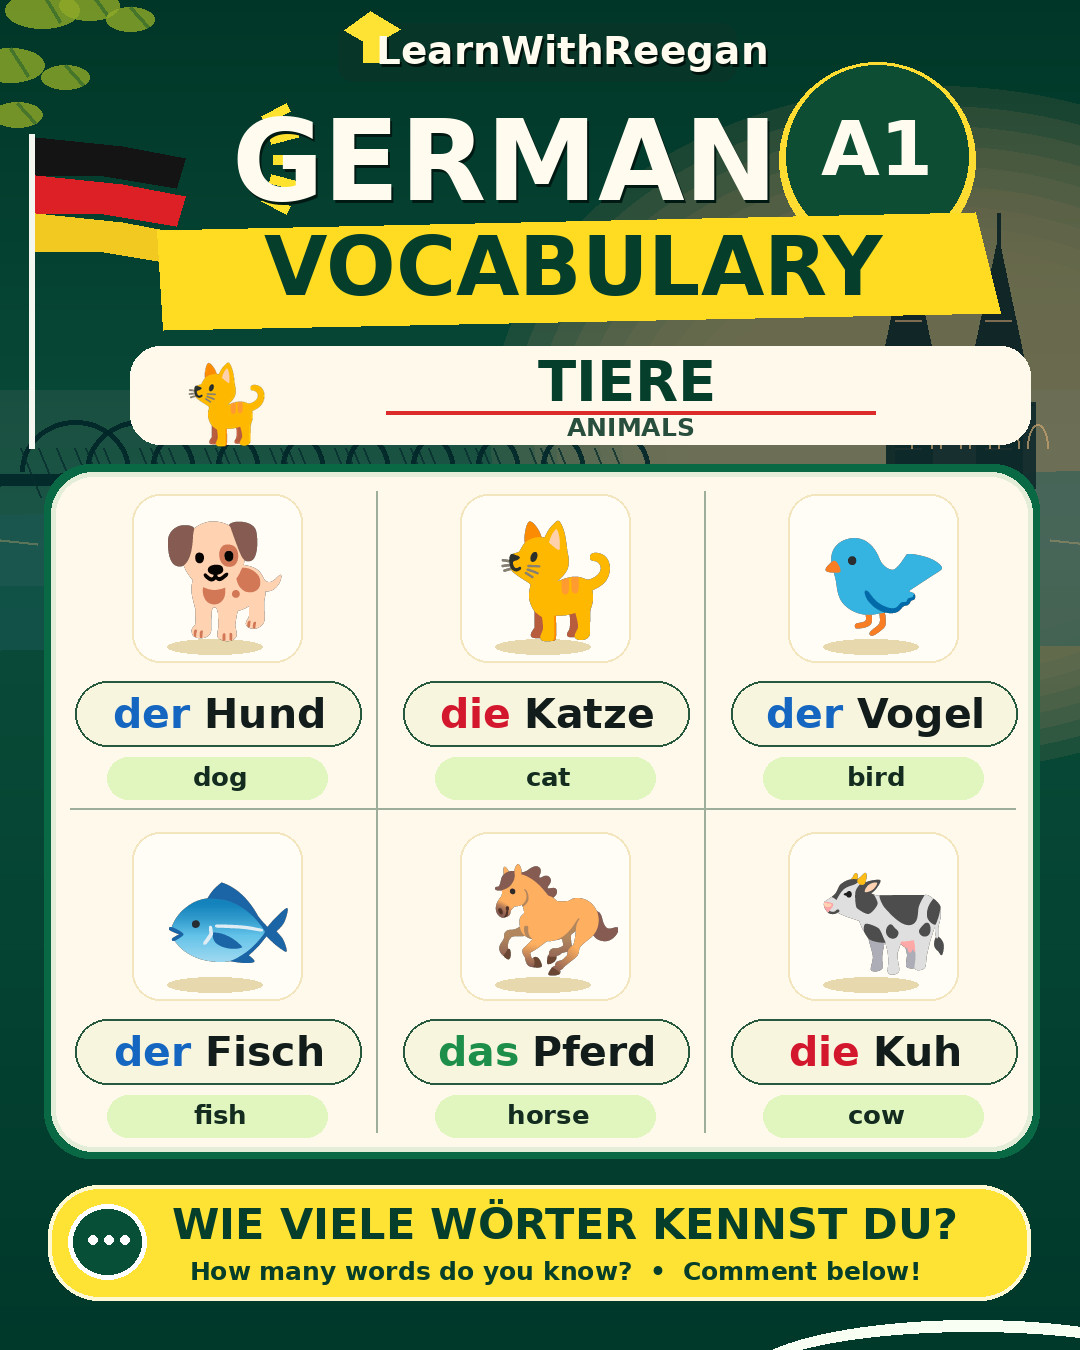 LearnWithReegan
GERMAN
A1
VOCABULARY
TIERE
ANIMALS
der Hund
die Katze
der Vogel
dog
cat
bird
der Fisch
das Pferd
die Kuh
fish
horse
cow
WIE VIELE WÖRTER KENNST DU?
How many words do you know? • Comment below!